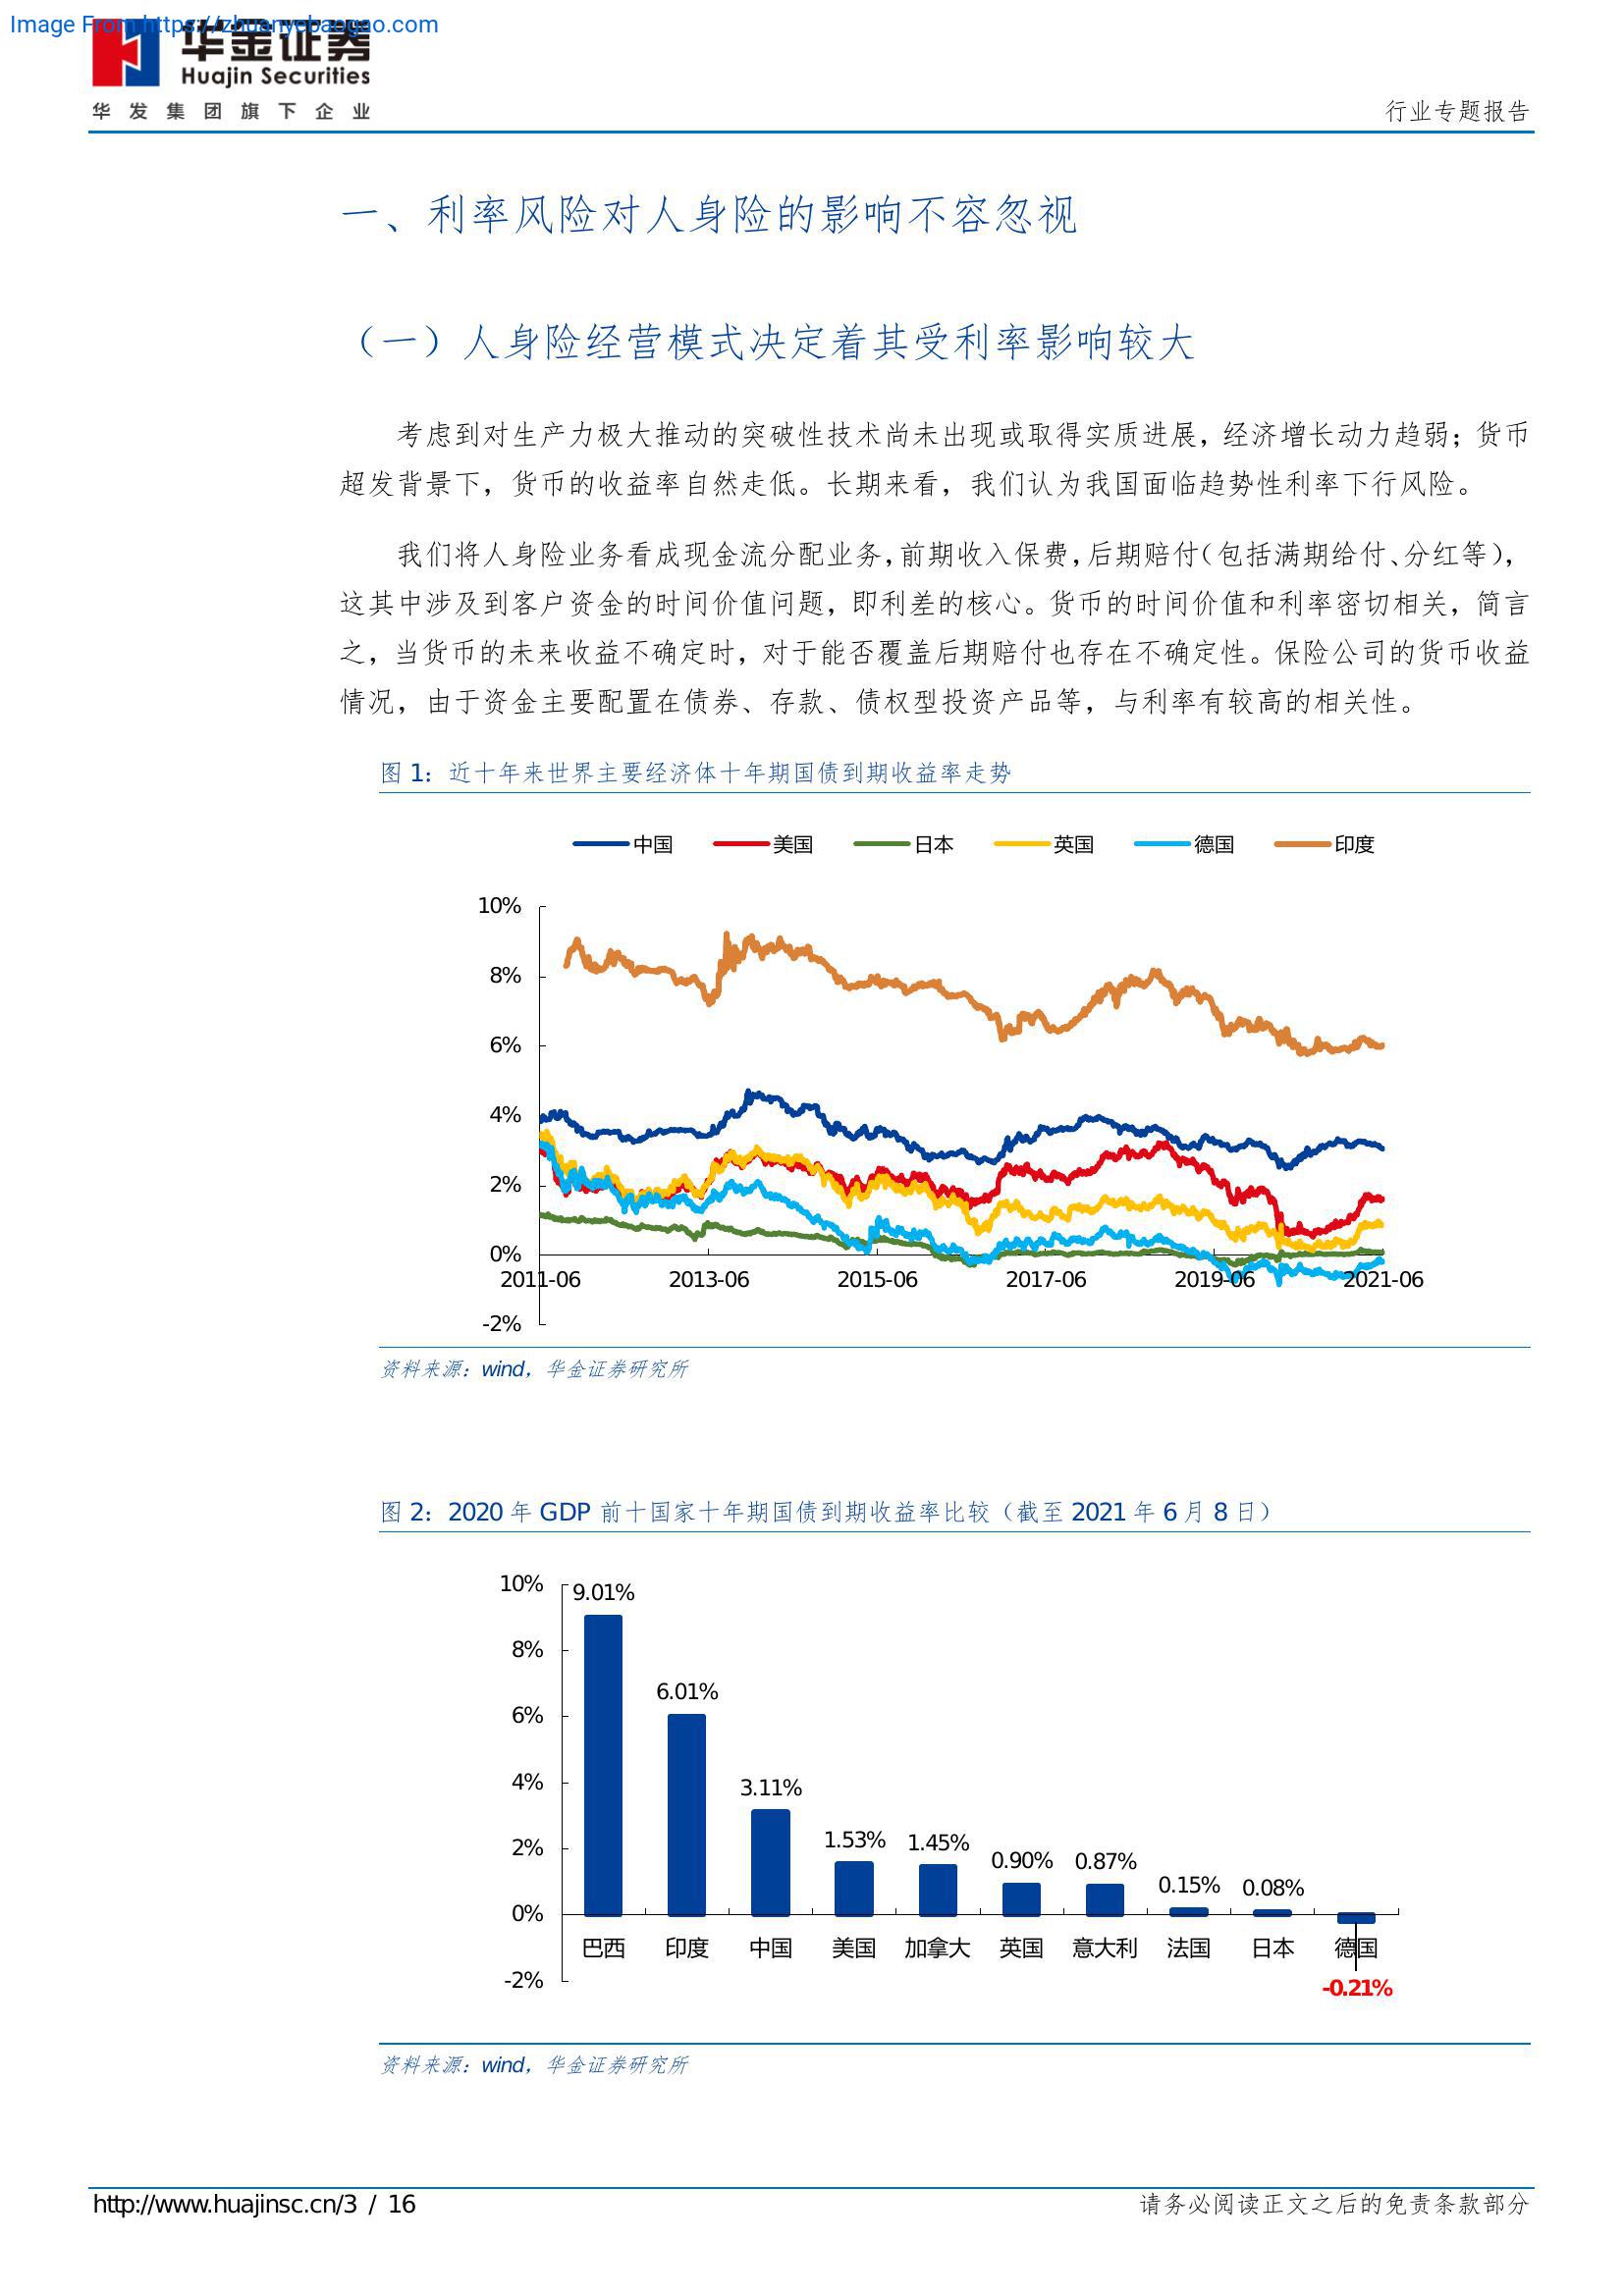 Image From https://zhuanyebaogao.com
华金证券
Huajin Securities
华发集团旗下企业
行业专题报告
一、利率风险对人身险的影响不容忽视
（一）人身险经营模式决定着其受利率影响较大
考虑到对生产力极大推动的突破性技术尚未出现或取得实质进展，经济增长动力趋弱；货币
超发背景下，货币的收益率自然走低。长期来看，我们认为我国面临趋势性利率下行风险。
我们将人身险业务看成现金流分配业务，前期收入保费，后期赔付（包括满期给付、分红等），
这其中涉及到客户资金的时间价值问题，即利差的核心。货币的时间价值和利率密切相关，简言
之，当货币的未来收益不确定时，对于能否覆盖后期赔付也存在不确定性。保险公司的货币收益
情况，由于资金主要配置在债券、存款、债权型投资产品等，与利率有较高的相关性。
图 1：近十年来世界主要经济体十年期国债到期收益率走势
中国 美国 日本 英国 德国 印度
10%
8%
6%
4%
2%
0%
2011-06 2013-06 2015-06 2017-06 2019-06 2021-06
-2%
资料来源：wind，华金证券研究所
图 2：2020 年 GDP 前十国家十年期国债到期收益率比较（截至 2021 年 6 月 8 日）
10%
9.01%
8%
6.01%
6%
4%
3.11%
2%
1.53% 1.45% 0.90% 0.87% 0.15% 0.08%
0%
巴西 印度 中国 美国 加拿大 英国 意大利 法国 日本 德国
-2%
-0.21%
资料来源：wind，华金证券研究所
http://www.huajinsc.cn/3 / 16
请务必阅读正文之后的免责条款部分